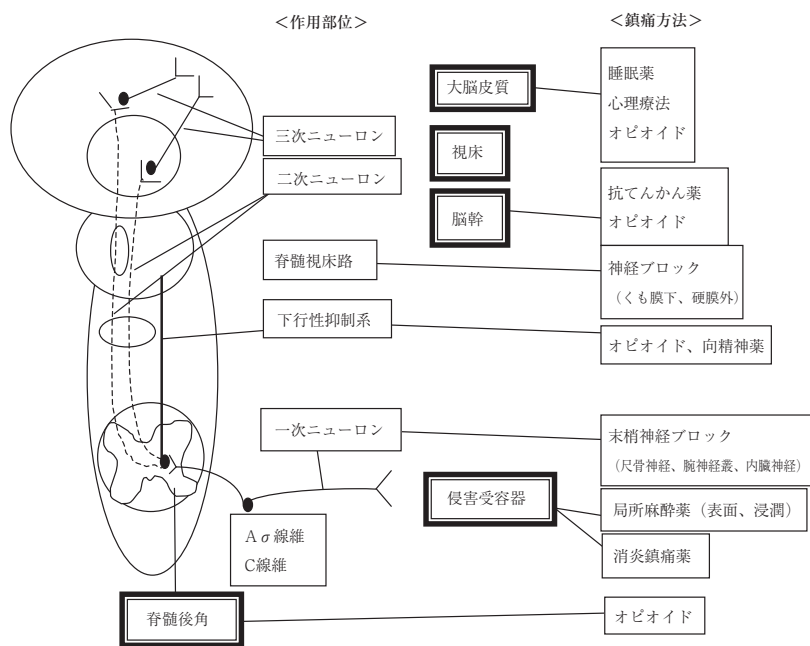 ＜作用部位＞
＜鎮痛方法＞
大脳皮質
睡眠薬
心理療法
オピオイド
三次ニューロン
視床
二次ニューロン
脳幹
抗てんかん薬
オピオイド
脊髄視床路
神経ブロック
（くも膜下、硬膜外）
下行性抑制系
オピオイド、向精神薬
一次ニューロン
末梢神経ブロック
（尺骨神経、腕神経叢、内臓神経）
侵害受容器
局所麻酔薬（表面、浸潤）
Aσ線維
C線維
消炎鎮痛薬
脊髄後角
オピオイド